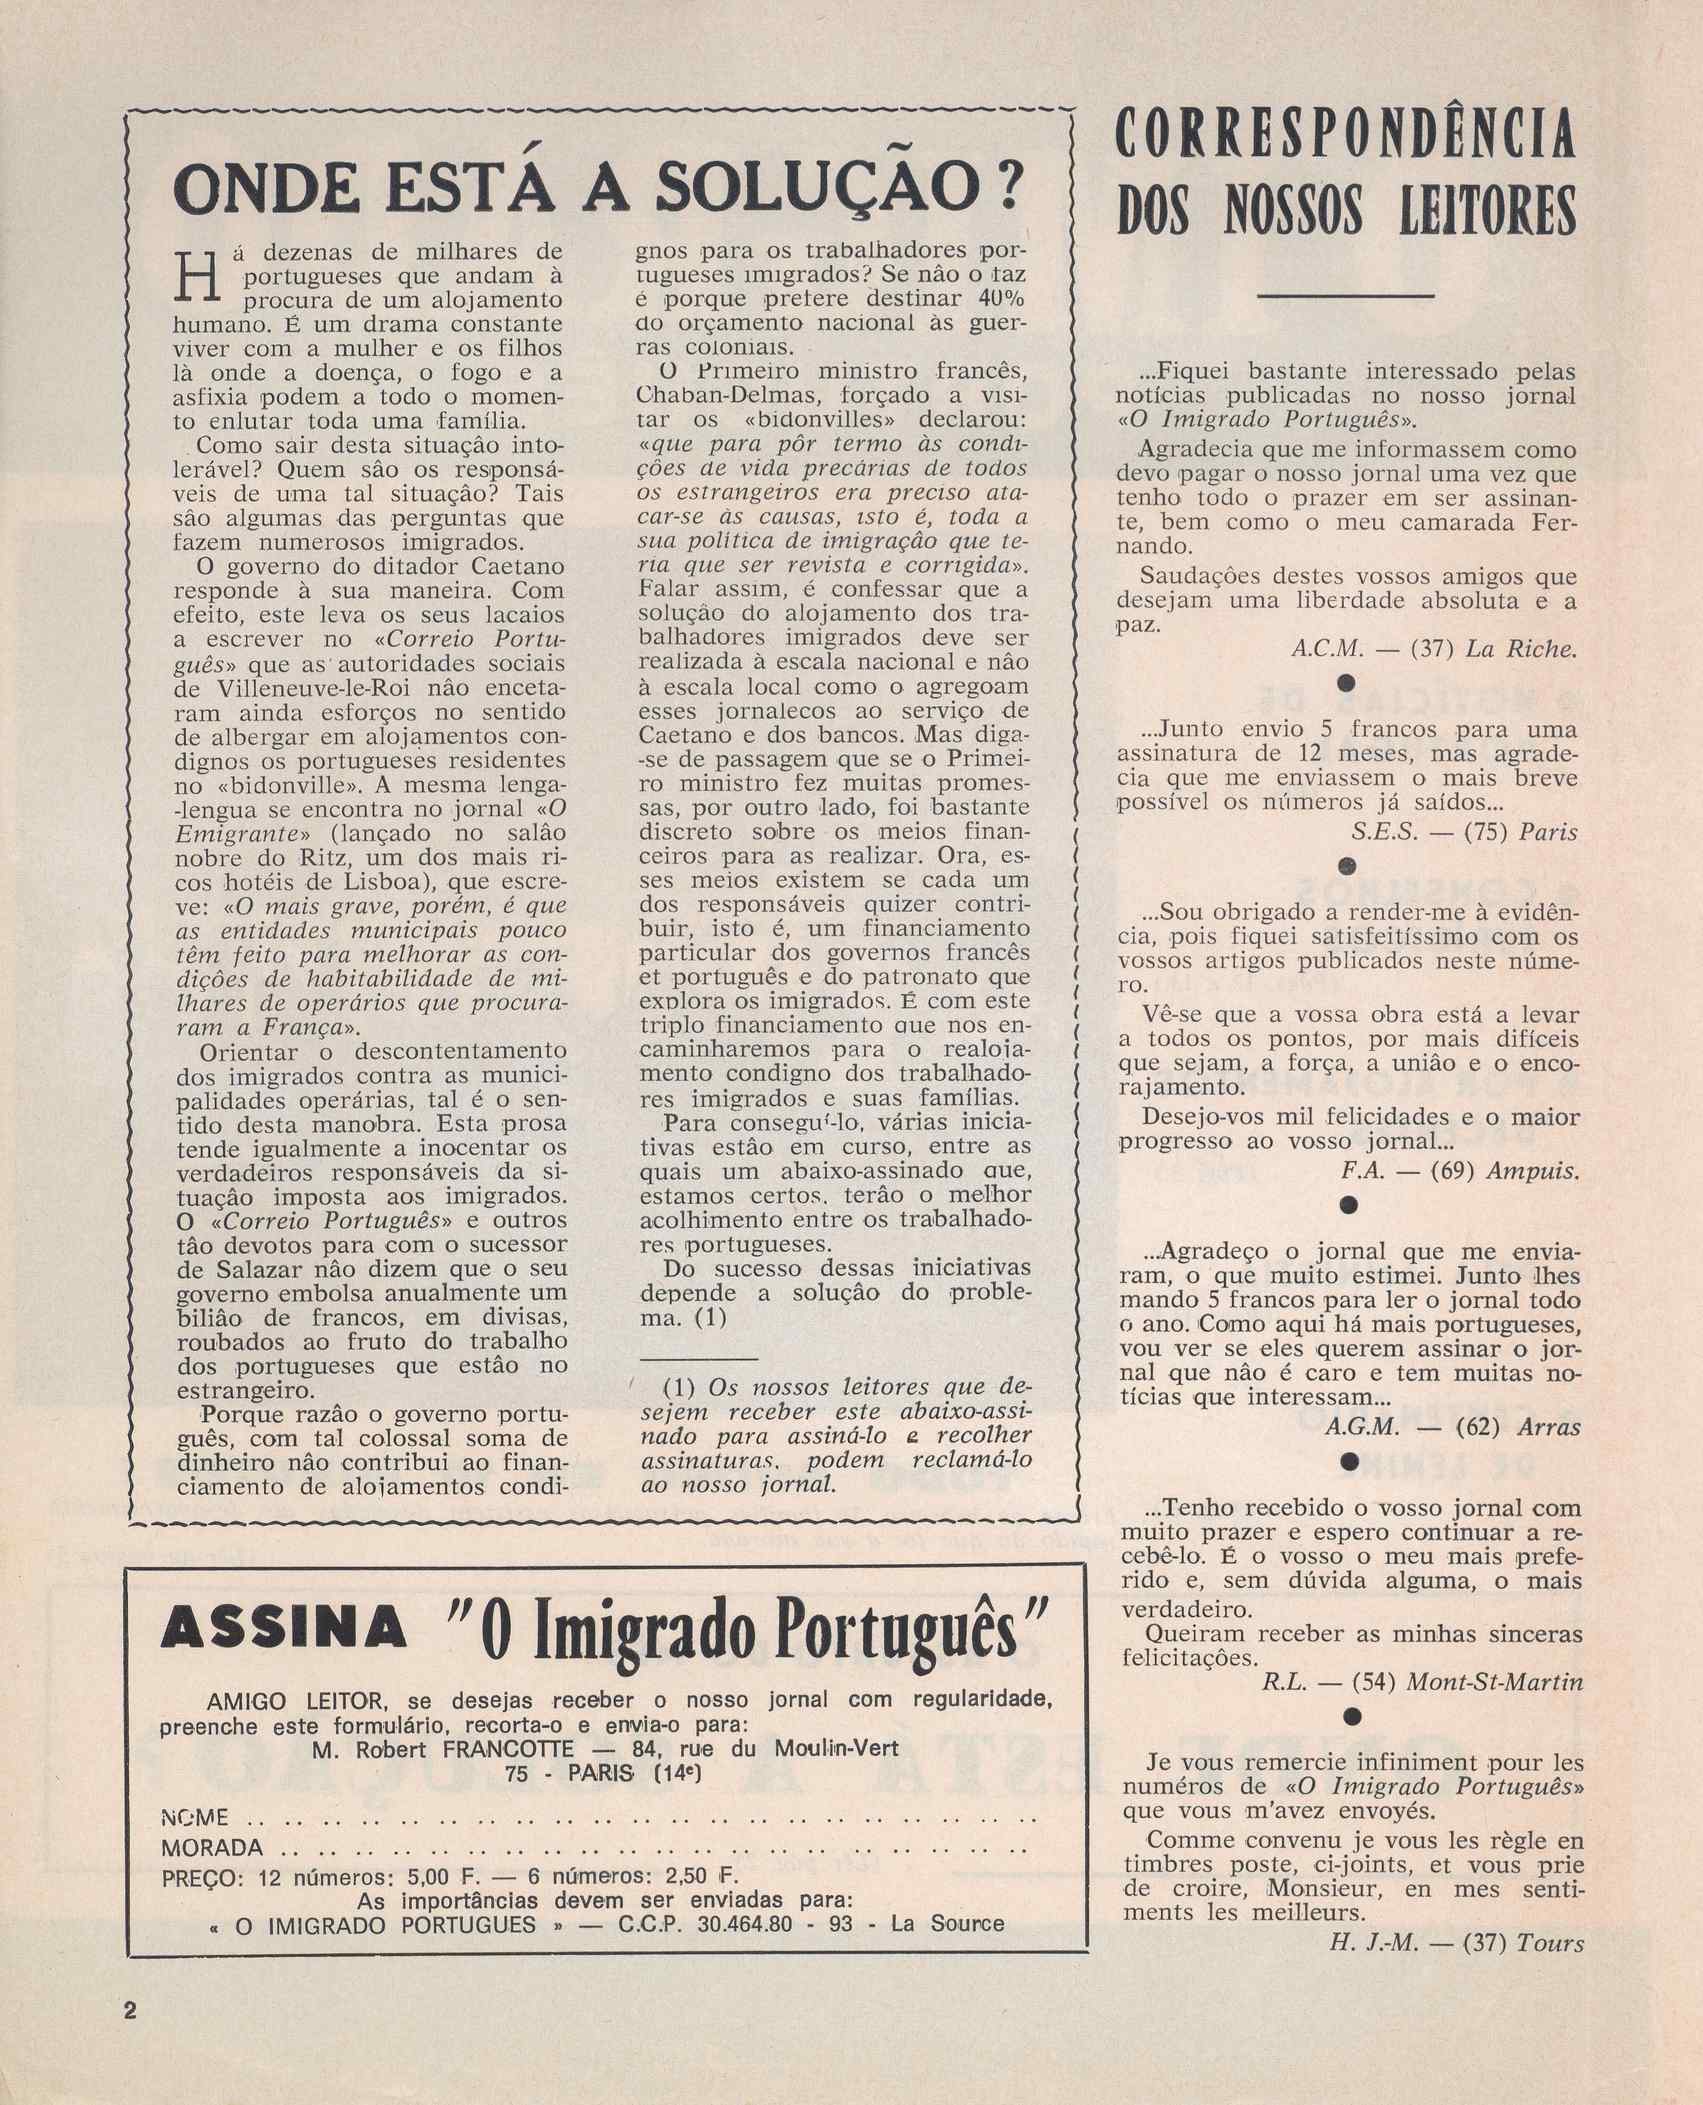 ONDE ESTÁ A SOLUÇÃO ?
Há dezenas de milhares de
portugueses que andam à
procura de um alojamento
humano. É um drama constante
viver com a mulher e os filhos
là onde a doença, o fogo e a
asfixia podem a todo o momen-
to enlutar toda uma família.
Como sair desta situaçâo into-
lerável? Quem sâo os responsá-
veis de uma tal situaçâo? Tais
sâo algumas das perguntas que
fazem numerosos imigrados.
O governo do ditador Caetano
responde à sua maneira. Com
efeito, este leva os seus lacaios
a escrever no «Correio Portu-
guês» que as autoridades sociais
de Villeneuve-le-Roi nâo enceta-
ram ainda esforços no sentido
de albergar em alojamentos con-
dignos os portugueses residentes
no «bidonville». A mesma lenga-
-lengua se encontra no jornal «O
Emigrante» (lançado no salâo
nobre do Ritz, um dos mais ri-
cos hotéis de Lisboa), que escre-
ve: «O mais grave, porém, é que
as entidades municipais pouco
têm feito para melhorar as con-
diçôes de habitabilidade de mi-
lhares de operários que procura-
ram a França».
Orientar o descontentamento
dos imigrados contra as munici-
palidades operárias, tal é o sen-
tido desta manobra. Esta prosa
tende igualmente a inocentar os
verdadeiros responsáveis da si-
tuaçâo imposta aos imigrados.
O «Correio Português» e outros
tâo devotos para com o sucessor
de Salazar nâo dizem que o seu
governo embolsa anualmente um
biliâo de francos, em divisas,
roubados ao fruto do trabalho
dos portugueses que estâo no
estrangeiro.
Porque razâo o governo portu-
guês, com tal colossal soma de
dinheiro nâo contribui ao finan-
ciamento de alojamentos condi-
gnos para os trabalhadores por-
tugueses imigrados? Se nâo o faz
é porque prefere destinar 40%
do orçamento nacional às guer-
ras coloniais.
O Primeiro ministro francês,
Chaban-Delmas, forçado a visi-
tar os «bidonvilles» declarou:
«que para pôr termo às condi-
çôes de vida precárias de todos
os estrangeiros era preciso ata-
car-se às causas, isto é, toda a
sua política de imigraçâo que te-
ria que ser revista e corrigida».
Falar assim, é confessar que a
soluçâo do alojamento dos tra-
balhadores imigrados deve ser
realizada à escala nacional e nâo
à escala local como o agregoam
esses jornalecos ao serviço de
Caetano e dos bancos. Mas diga-
-se de passagem que se o Primei-
ro ministro fez muitas promes-
sas, por outro lado, foi bastante
discreto sobre os meios finan-
ceiros para as realizar. Ora, es-
ses meios existem se cada um
dos responsáveis quizer contri-
buir, isto é, um financiamento
particular dos governos francês
et português e do patronato que
explora os imigrados. É com este
triplo financiamento que nos en-
caminharemos para o realoja-
mento condigno dos trabalhado-
res imigrados e suas famílias.
Para conseguí-lo, várias inicia-
tivas estâo em curso, entre as
quais um abaixo-assinado que,
estamos certos, terâo o melhor
acolhimento entre os trabalhado-
res portugueses.
Do sucesso dessas iniciativas
depende a soluçâo do proble-
ma. (1)
(1) Os nossos leitores que de-
sejem receber este abaixo-assi-
nado para assiná-lo e recolher
assinaturas, podem reclamá-lo
ao nosso jornal.
ASSINA "O Imigrado Português"
AMIGO LEITOR, se desejas receber o nosso jornal com regularidade,
preenche este formulário, recorta-o e envia-o para:
M. Robert FRANCOTTE — 84, rue du Moulin-Vert
75 - PARIS (14e)
NOME .. .. .. .. .. .. .. .. .. .. .. .. .. .. .. .. .. .. .. .. ..
MORADA .. .. .. .. .. .. .. .. .. .. .. .. .. .. .. .. .. .. .. ..
PREÇO: 12 números: 5,00 F. — 6 números: 2,50 F.
As importâncias devem ser enviadas para:
« O IMIGRADO PORTUGUES » — C.C.P. 30.464.80 - 93 - La Source
2
CORRESPONDÊNCIA
DOS NOSSOS LEITORES
...Fiquei bastante interessado pelas
notícias publicadas no nosso jornal
«O Imigrado Português».
Agradecia que me informassem como
devo pagar o nosso jornal uma vez que
tenho todo o prazer em ser assinan-
te, bem como o meu camarada Fer-
nando.
Saudaçôes destes vossos amigos que
desejam uma liberdade absoluta e a
paz.
A.C.M. — (37) La Riche.
●
...Junto envio 5 francos para uma
assinatura de 12 meses, mas agrade-
cia que me enviassem o mais breve
possível os números já saídos...
S.E.S. — (75) Paris
●
...Sou obrigado a render-me à evidên-
cia, pois fiquei satisfeitíssimo com os
vossos artigos publicados neste núme-
ro.
Vê-se que a vossa obra está a levar
a todos os pontos, por mais difíceis
que sejam, a força, a uniâo e o enco-
rajamento.
Desejo-vos mil felicidades e o maior
progresso ao vosso jornal...
F.A. — (69) Ampuis.
●
...Agradeço o jornal que me envia-
ram, o que muito estimei. Junto lhes
mando 5 francos para ler o jornal todo
o ano. Como aqui há mais portugueses,
vou ver se eles querem assinar o jor-
nal que nâo é caro e tem muitas no-
tícias que interessam...
A.G.M. — (62) Arras
●
...Tenho recebido o vosso jornal com
muito prazer e espero continuar a re-
cebê-lo. É o vosso o meu mais prefe-
rido e, sem dúvida alguma, o mais
verdadeiro.
Queiram receber as minhas sinceras
felicitaçôes.
R.L. — (54) Mont-St-Martin
●
Je vous remercie infiniment pour les
numéros de «O Imigrado Português»
que vous m'avez envoyés.
Comme convenu je vous les règle en
timbres poste, ci-joints, et vous prie
de croire, Monsieur, en mes senti-
ments les meilleurs.
H. J.-M. — (37) Tours